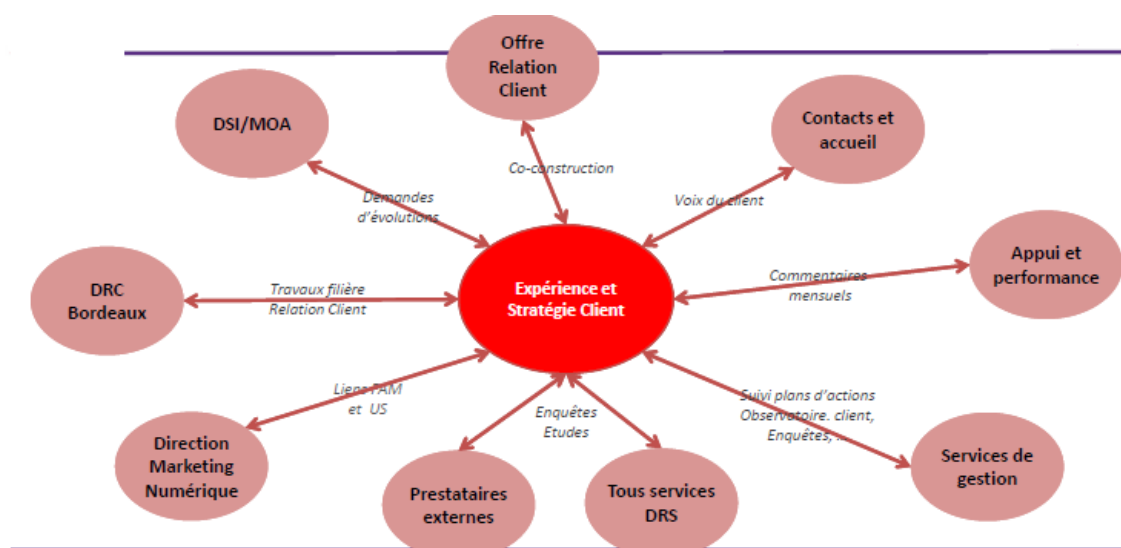 Offre
Relation
Client
DSI/MOA
Contacts et
accueil
Co-construction
Voix du client
Demandes
d'évolutions
Appui et
performance
Commentaires
mensuels
DRC
Bordeaux
Travaux filière
Relation Client
Expérience et
Stratégie Client
Liens FAM
et US
Enquêtes
Etudes
Suivi plans d'actions
Observatoire. client,
Enquêtes, ...
Direction
Marketing
Numérique
Prestataires
externes
Tous services
DRS
Services de
gestion